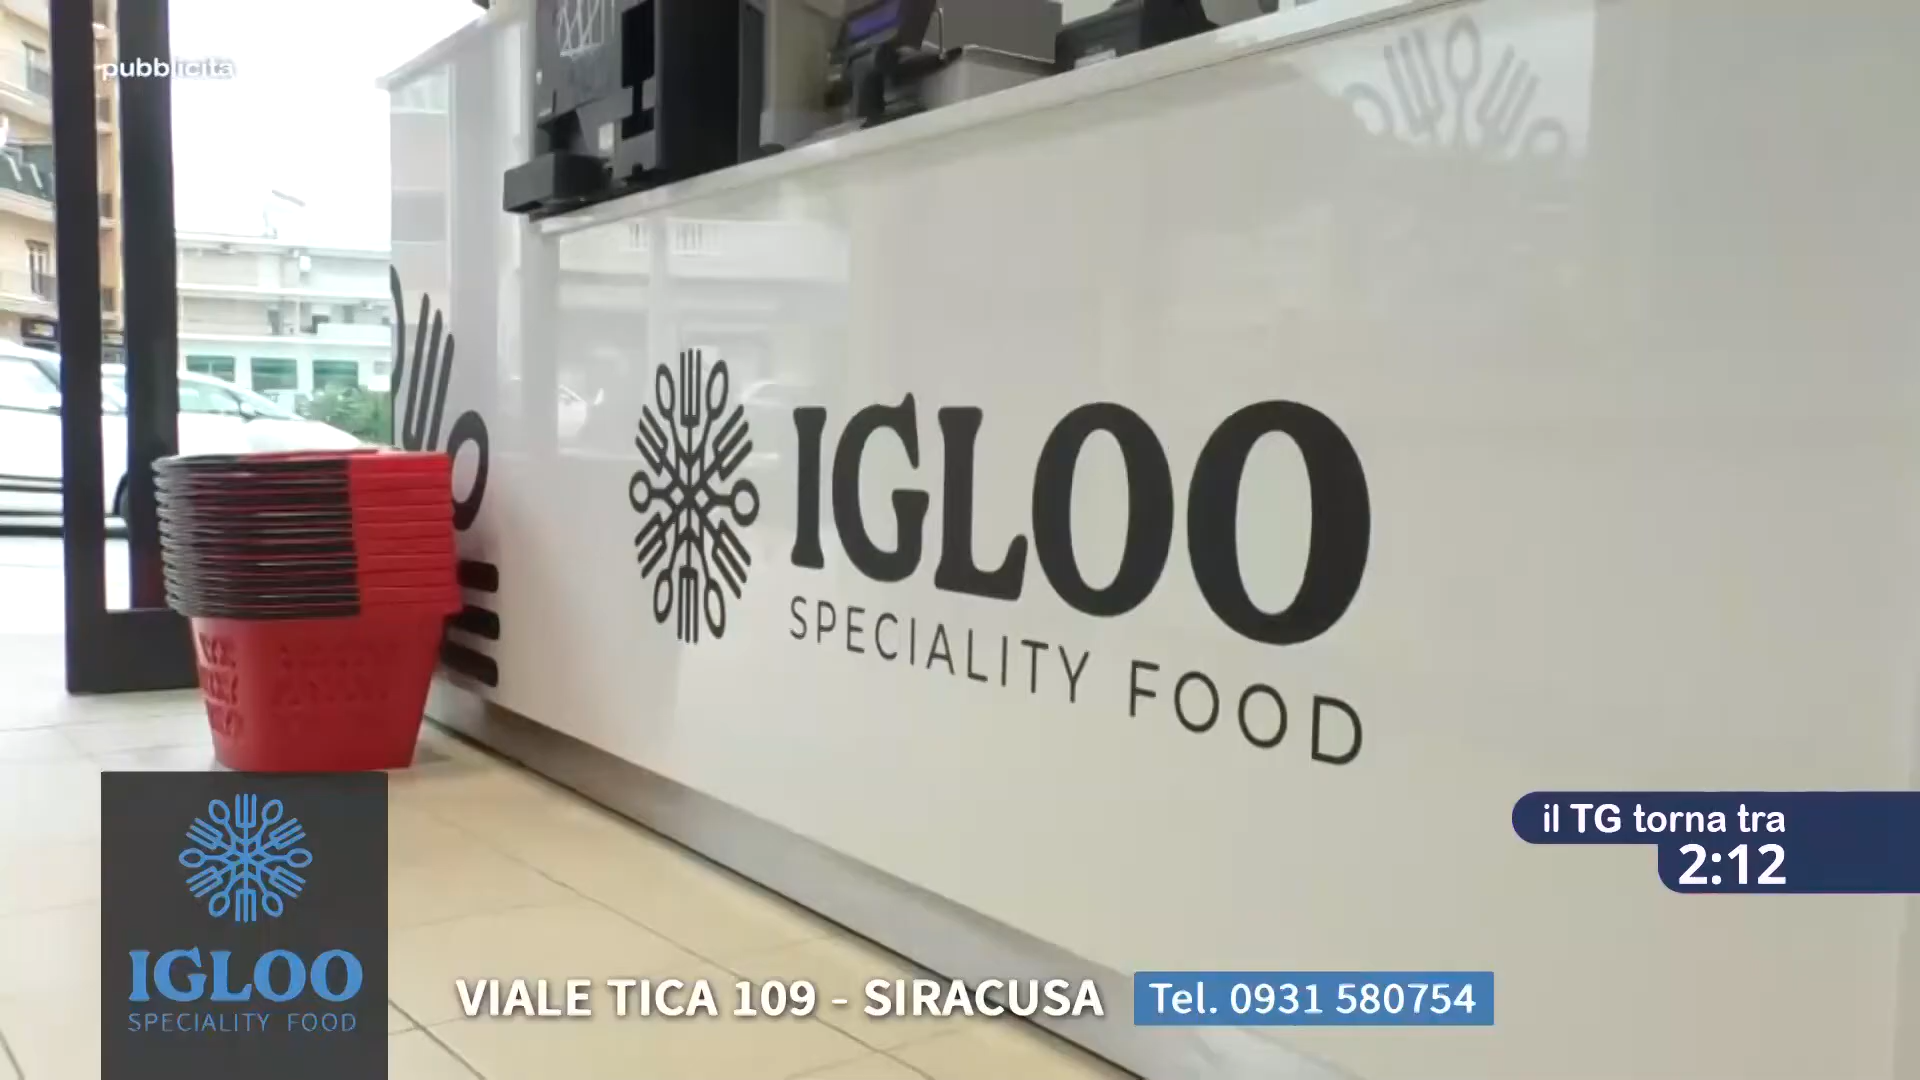 pubblicità
IGLOO
SPECIALITY FOOD
il TG torna tra
2:12
IGLOO
SPECIALITY FOOD
VIALE TICA 109 - SIRACUSA
Tel. 0931 580754